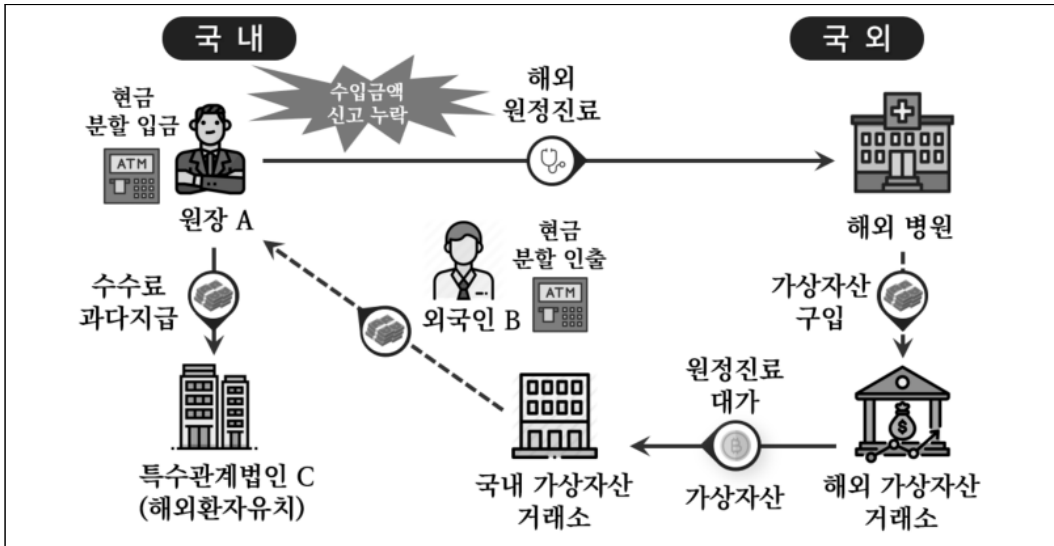 국 내
국 외
현금
분할 입금
ATM
원장 A
수입금액
신고 누락
해외
원정진료
해외 병원
수수료
과다지급
외국인 B
현금
분할 인출
ATM
가상자산
구입
특수관계법인 C
(해외환자유치)
국내 가상자산
거래소
원정진료
대가
B
가상자산
$
해외 가상자산
거래소